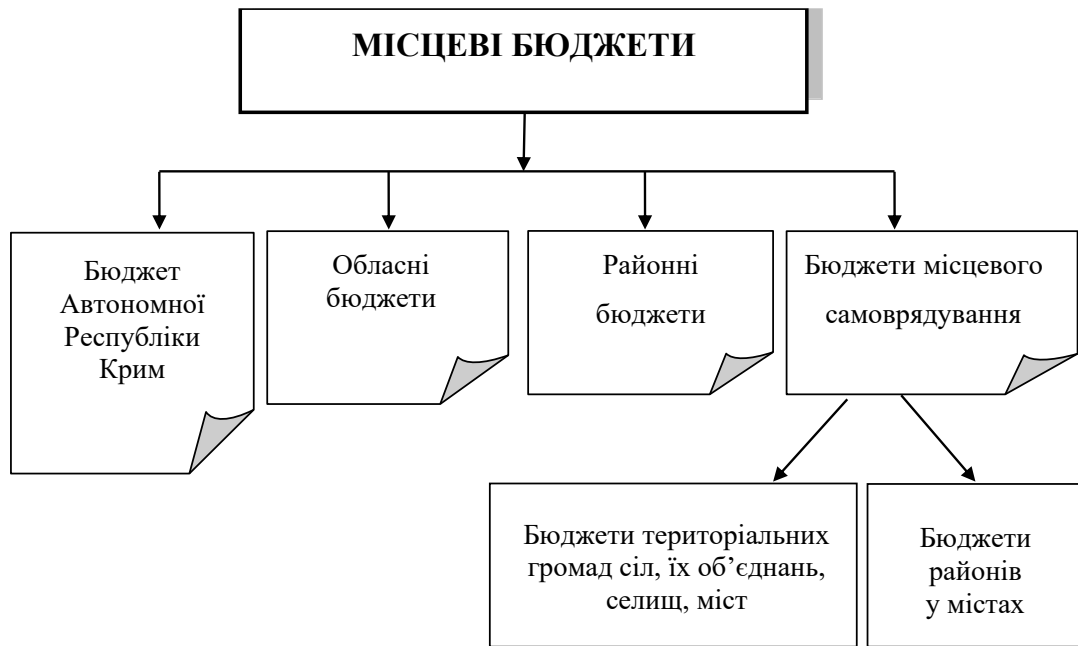 МІСЦЕВІ БЮДЖЕТИ
Бюджет
Автономної
Республіки
Крим
Обласні
бюджети
Районні
бюджети
Бюджети місцевого
самоврядування
Бюджети територіальних
громад сіл, їх об’єднань,
селищ, міст
Бюджети
районів
у містах